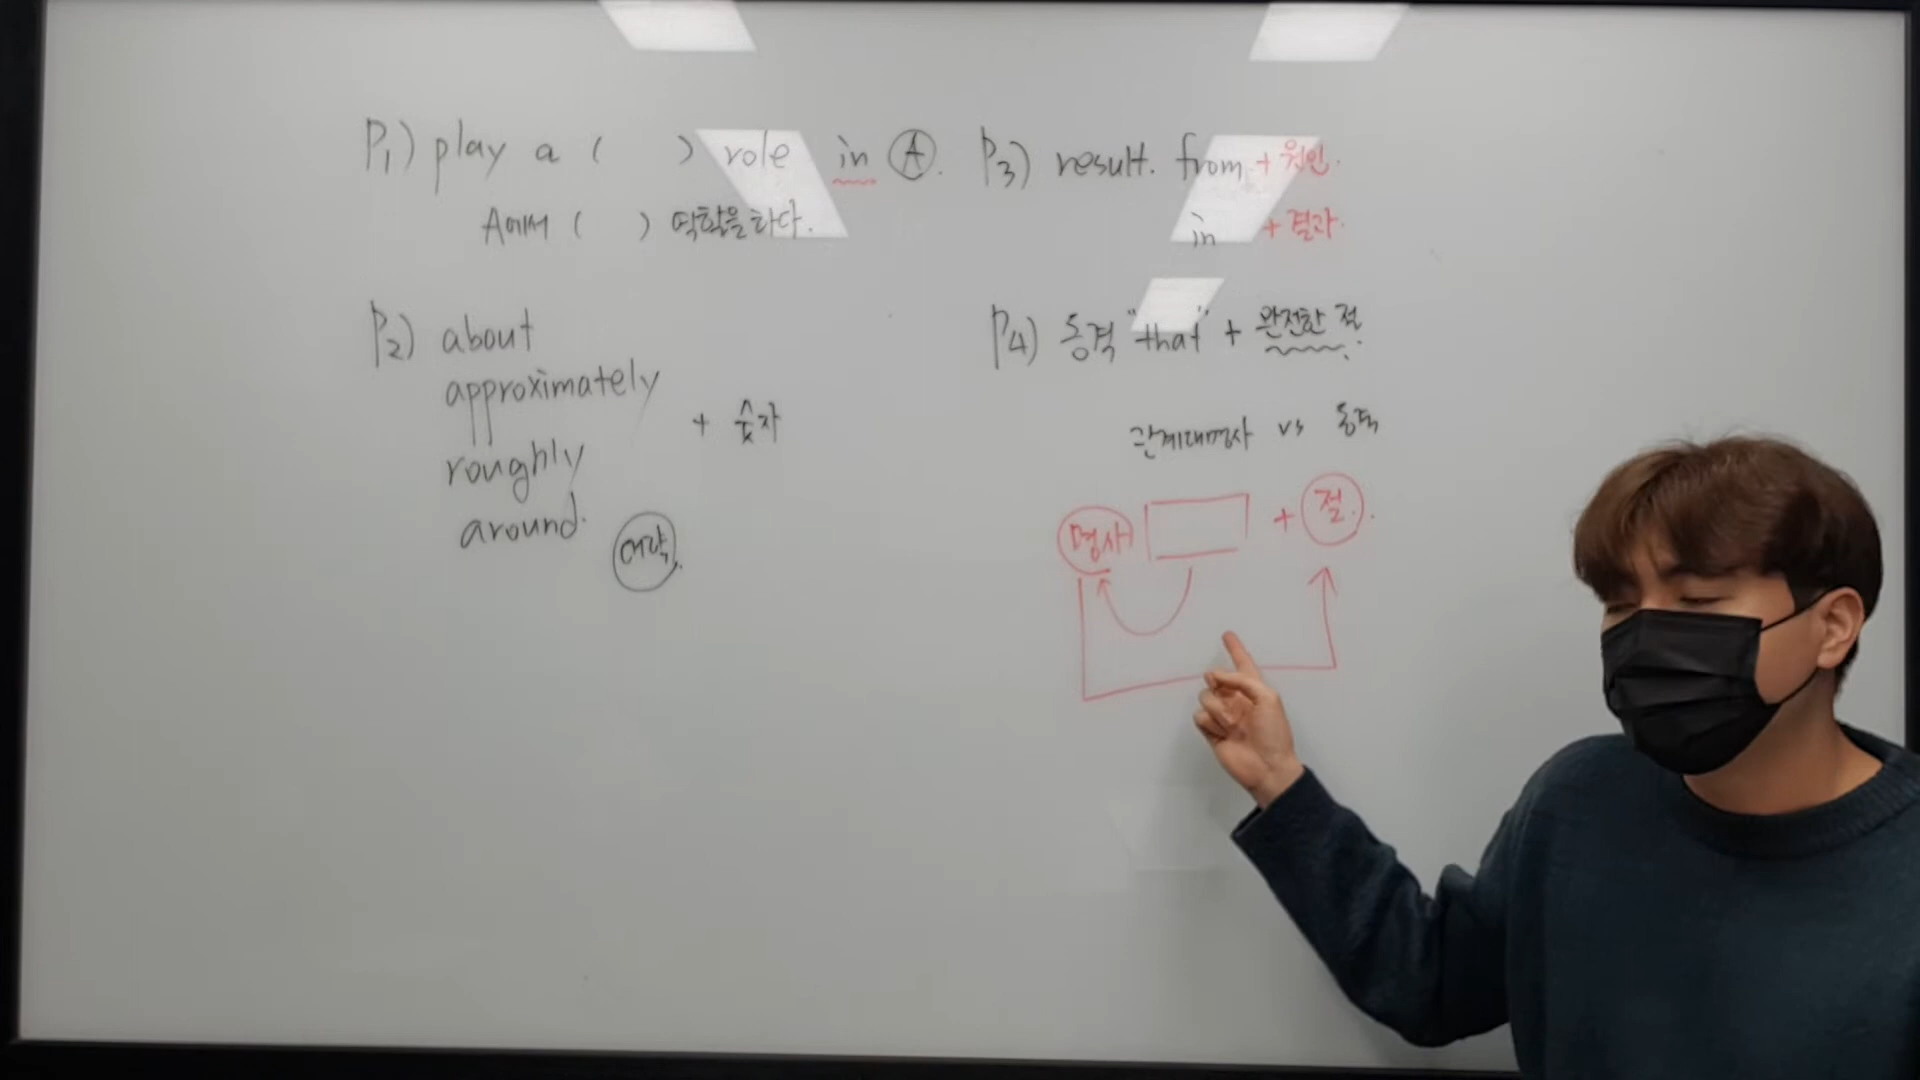 P1) play a (    ) role in Ⓐ.
A에서 (    ) 역할을 하다.
P2) about
approximately
roughly
around.
+ 숫자
대략.
P3) result. from + 원인.
in + 결과.
P4) 동격 "that" + 완전한 절.
관계대명사 vs 동격
명사 + 절.